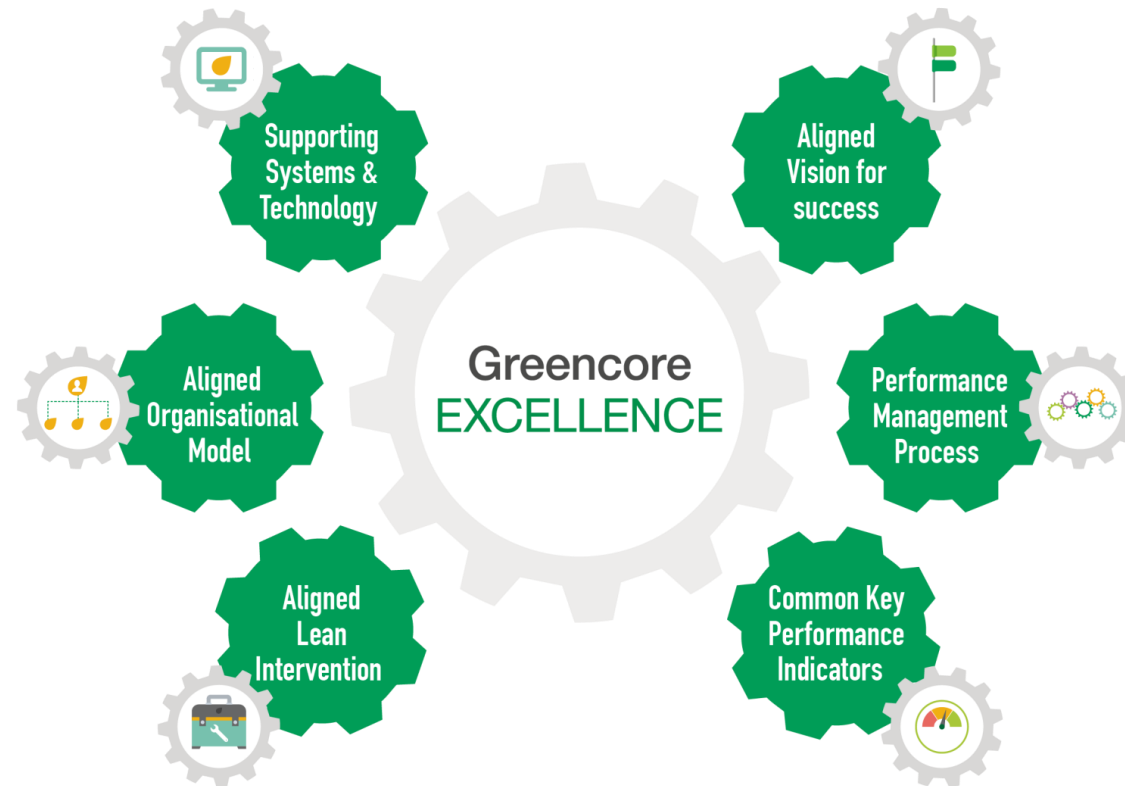 Supporting
Systems &
Technology
Aligned
Vision for
success
Aligned
Organisational
Model
Greencore
EXCELLENCE
Performance
Management
Process
Aligned
Lean
Intervention
Common Key
Performance
Indicators